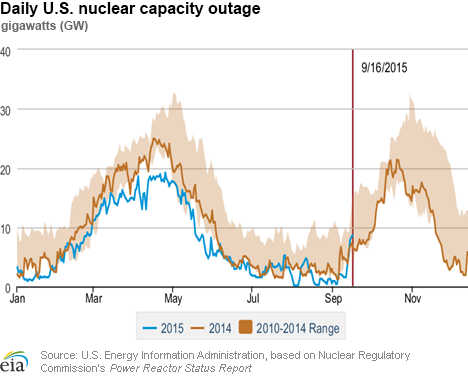 Daily U.S. nuclear capacity outage
gigawatts (GW)
9/16/2015
40
30
20
10
0
Jan Mar May Jul Sep Nov
2015 2014 2010-2014 Range
eia
Source: U.S. Energy Information Administration, based on Nuclear Regulatory
Commission's Power Reactor Status Report